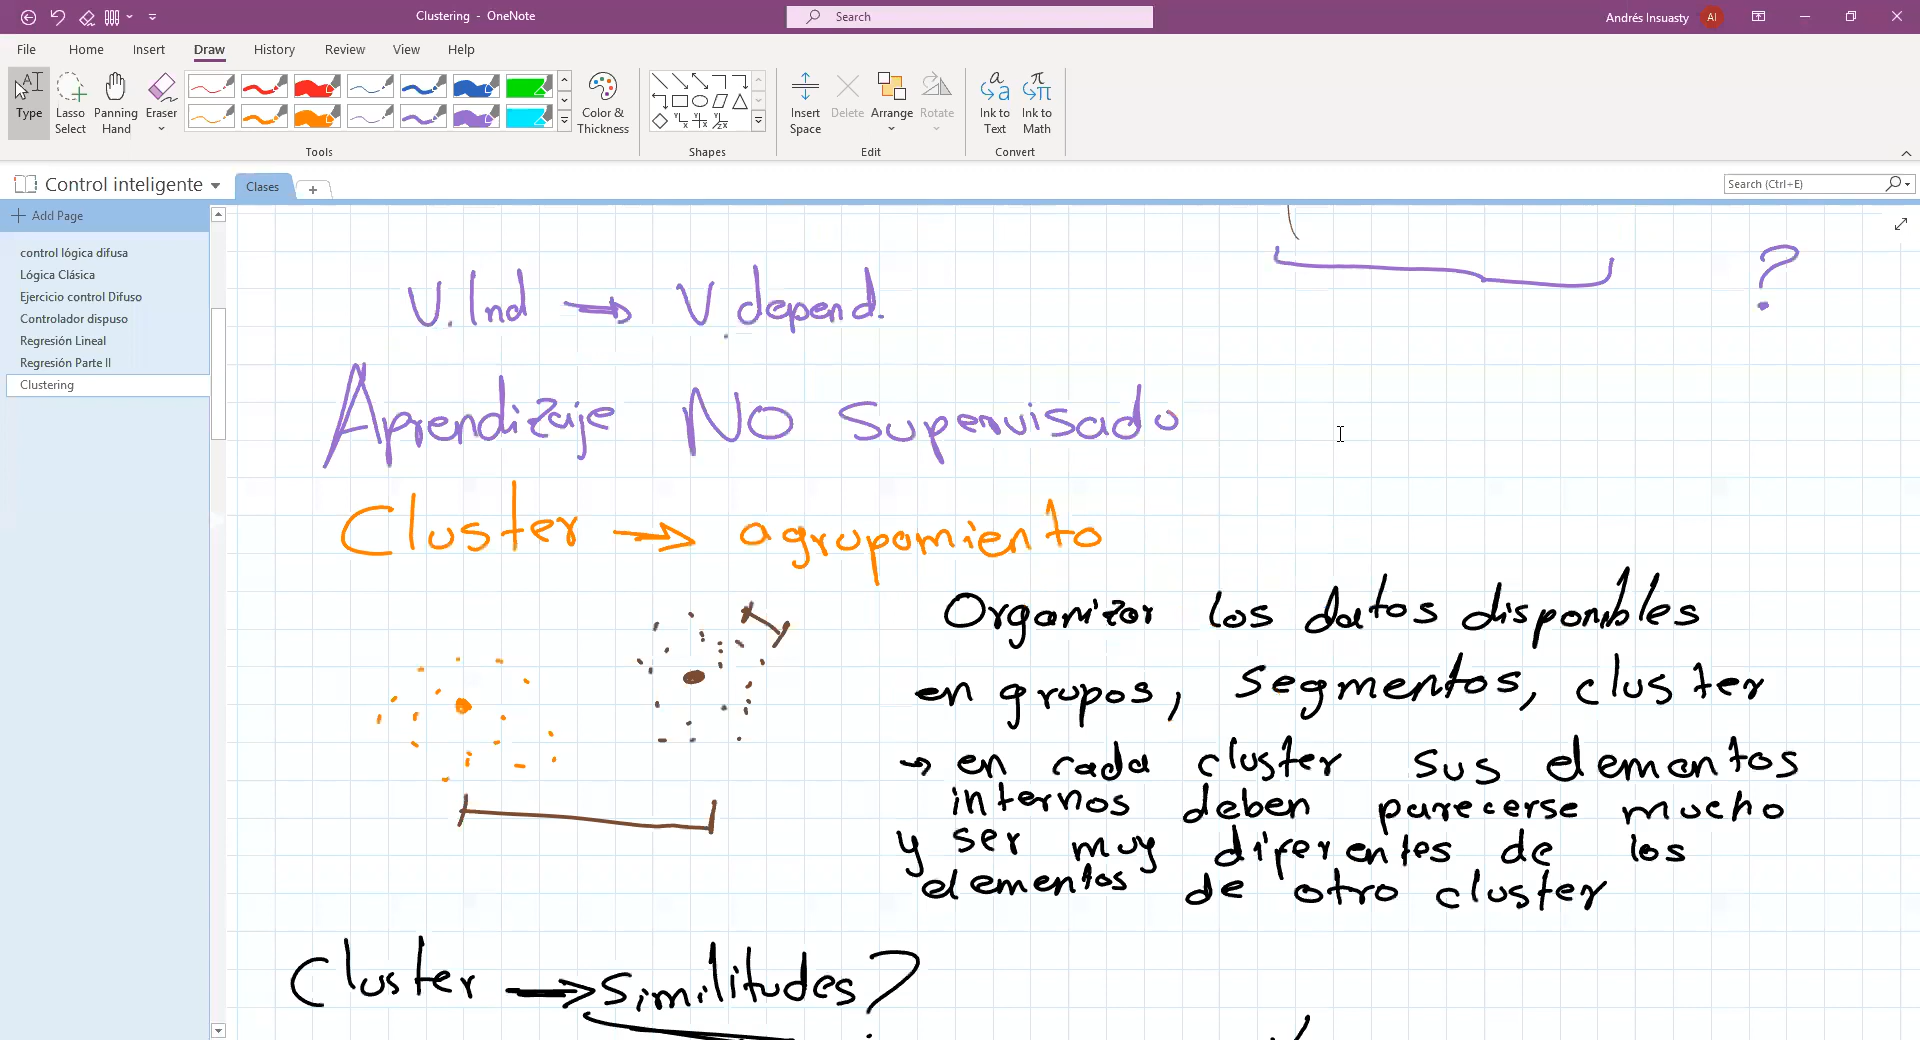 Clustering - OneNote
Search
Andrés Insuasty
AI
File Home Insert Draw History Review View Help
Type
Lasso Select
Panning Hand
Eraser
Color & Thickness
Insert Space
Delete
Arrange
Rotate
Ink to Text
Ink to Math
Tools
Shapes
Edit
Convert
Control inteligente
Clases
Search (Ctrl+E)
Add Page
control lógica difusa
Lógica Clásica
Ejercicio control Difuso
Controlador dispuso
Regresión Lineal
Regresión Parte II
Clustering
V. Ind → V. depend.
?
Aprendizaje NO Supervisado
Cluster → agrupamiento
Organizar los datos disponibles
en grupos, segmentos, cluster
→ en cada cluster sus elementos
internos deben parecerse mucho
y ser muy diferentes de los
elementos de otro cluster
Cluster → similitudes?